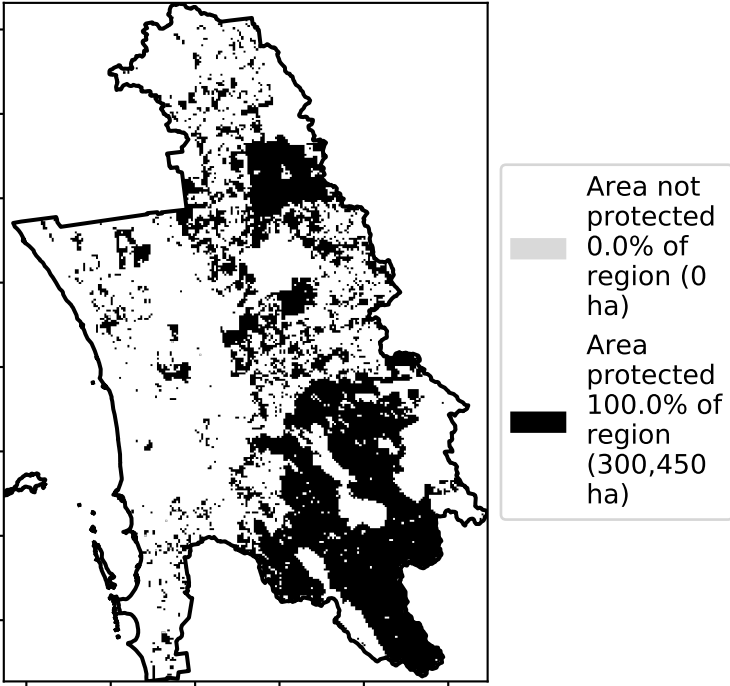 Area not
protected
0.0% of
region (0
ha)
Area
protected
100.0% of
region
(300,450
ha)